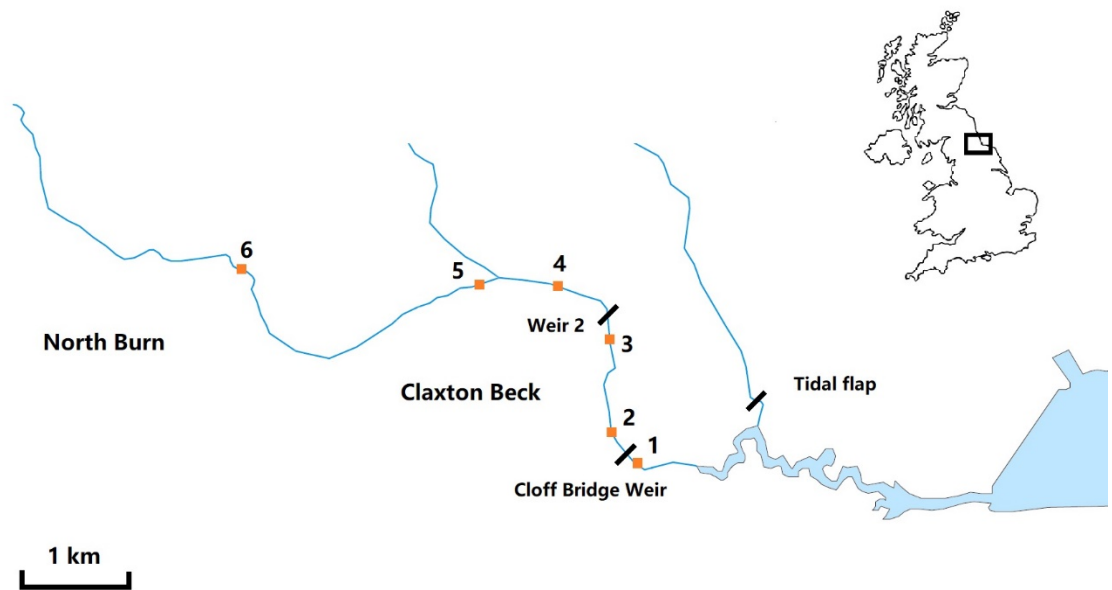 6
5
4
Weir 2
3
North Burn
Claxton Beck
Tidal flap
2
1
Cloff Bridge Weir
1 km